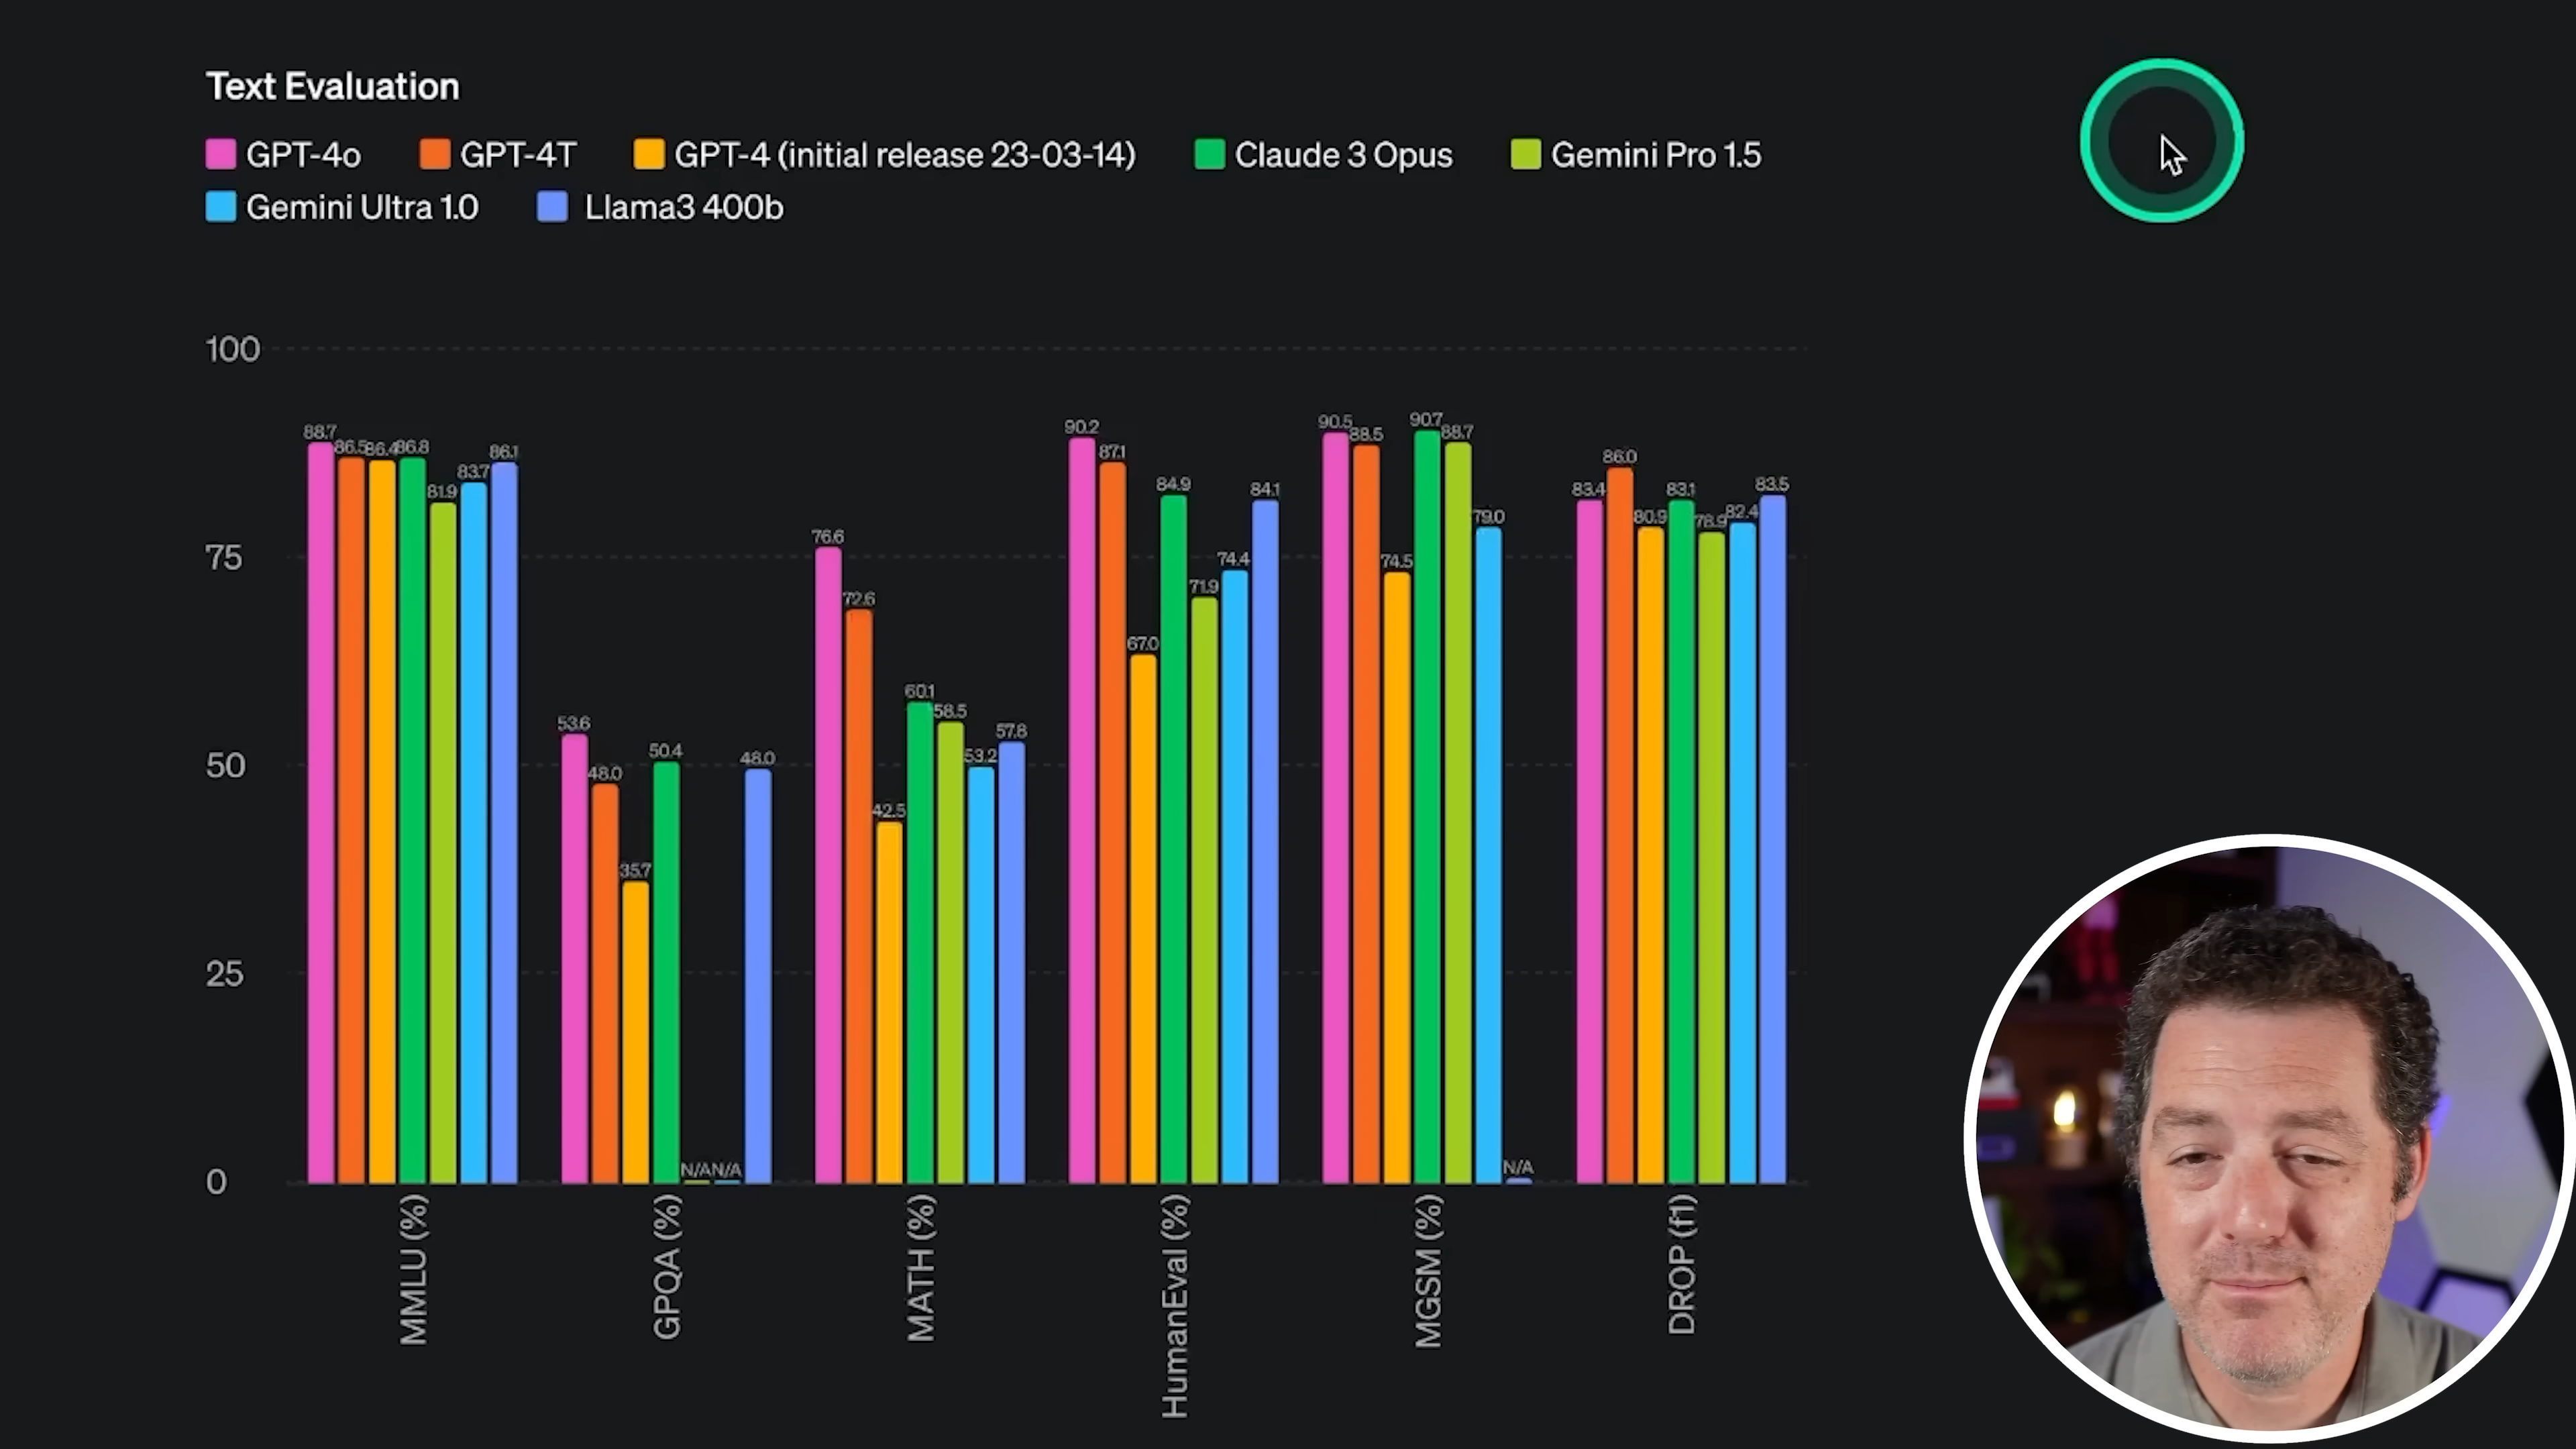 Text Evaluation
GPT-4o GPT-4T GPT-4 (initial release 23-03-14) Claude 3 Opus Gemini Pro 1.5
Gemini Ultra 1.0 Llama3 400b
100
75
50
25
0
88.7 86.5 86.4 86.8 81.9 83.7 86.1
53.6 48.0 35.7 50.4 N/A N/A 48.0
76.6 72.6 42.5 60.1 58.5 53.2 57.8
90.2 87.1 67.0 84.9 71.9 74.4 84.1
90.5 88.5 74.5 90.7 88.7 79.0 N/A
83.4 86.0 80.9 83.1 78.9 82.4 83.5
MMLU (%)
GPQA (%)
MATH (%)
HumanEval (%)
MGSM (%)
DROP (f1)